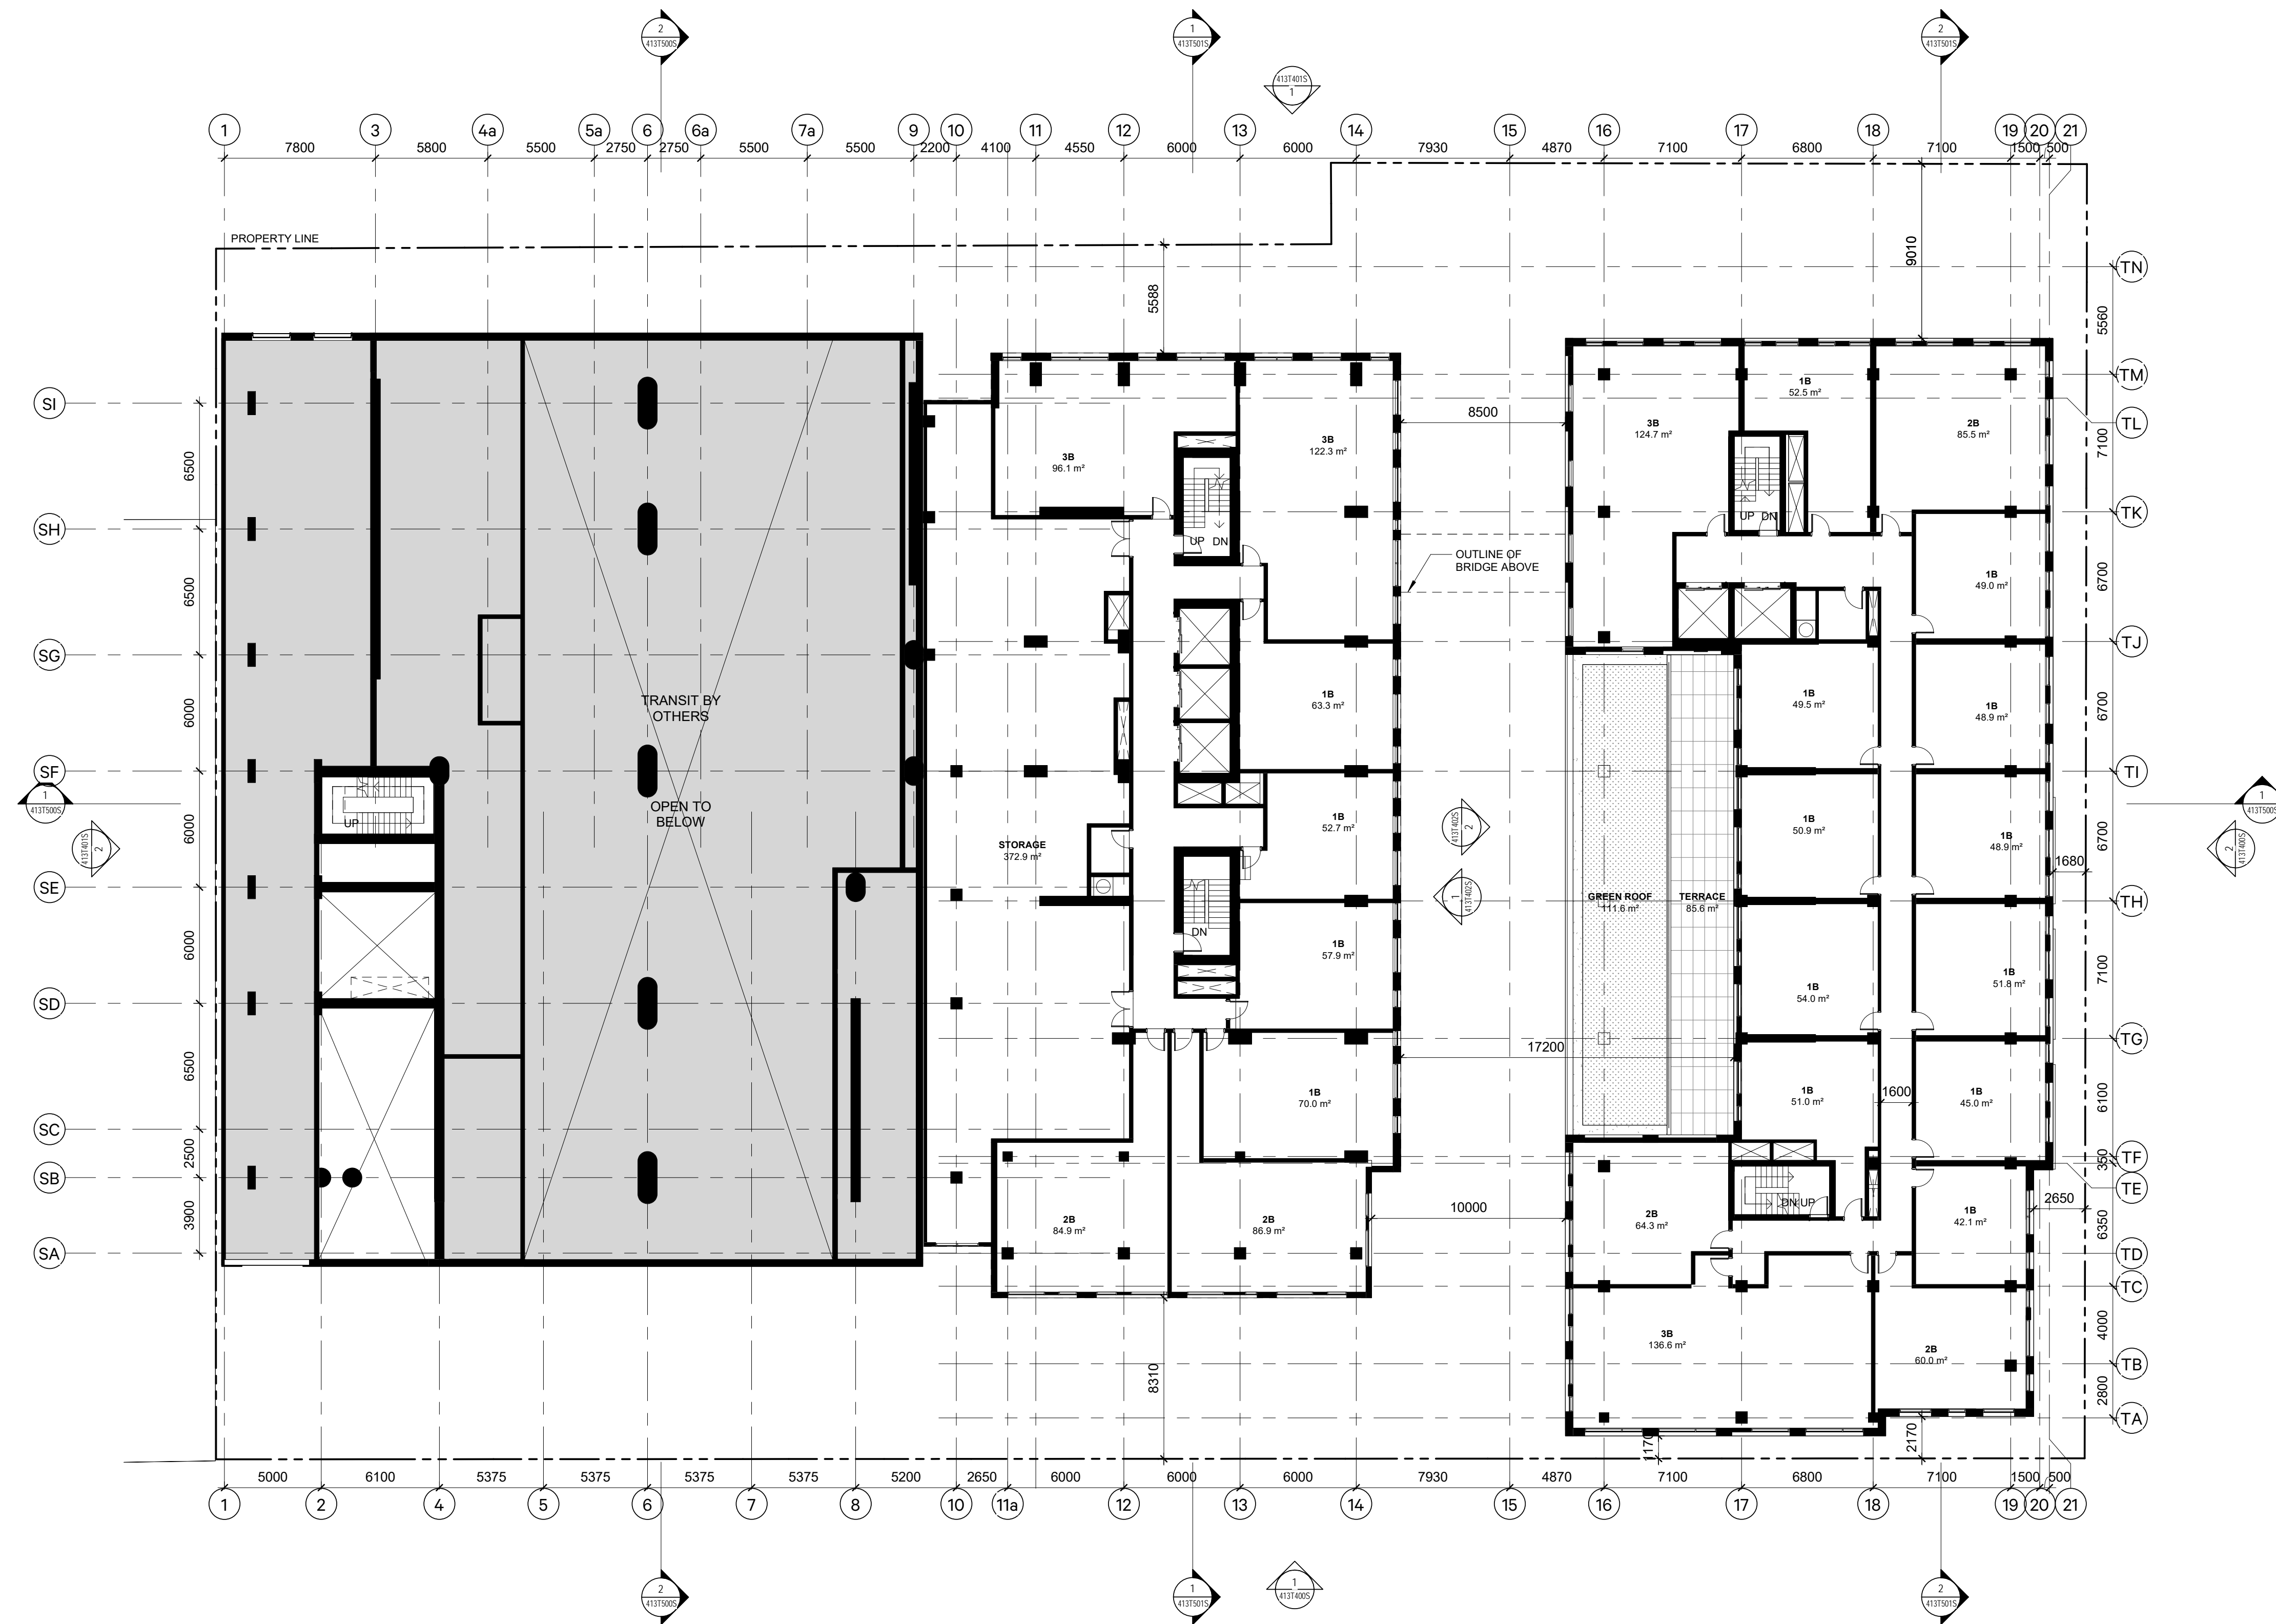 2
413T500S
1
413T501S
2
413T501S
413T401S
1
1 3 4a 5a 6 6a 7a 9 10 11 12 13 14 15 16 17 18 19 20 21
7800 5800 5500 2750 2750 5500 5500 2200 4100 4550 6000 6000 7930 4870 7100 6800 7100 1500 500
PROPERTY LINE
5588
9010
TN
5560
TM
SI
TL
7100
8500
3B
96.1 m²
3B
122.3 m²
3B
124.7 m²
1B
52.5 m²
2B
85.5 m²
6500
SH
TK
UP DN
UP DN
OUTLINE OF
BRIDGE ABOVE
1B
49.0 m²
6500
6700
SG
TJ
TRANSIT BY
OTHERS
1B
63.3 m²
1B
49.5 m²
1B
48.9 m²
6000
6700
SF
TI
1
413T500S
413T401S
2
UP
OPEN TO
BELOW
STORAGE
372.9 m²
1B
52.7 m²
413T402S
2
1B
50.9 m²
1B
48.9 m²
1
413T500S
2
413T400S
6000
6700
1680
SE
TH
413T402S
1
GREEN ROOF
111.6 m²
TERRACE
85.6 m²
DN
1B
57.9 m²
1B
54.0 m²
1B
51.8 m²
6000
7100
SD
TG
17200
6500
1B
70.0 m²
1B
51.0 m²
1600
1B
45.0 m²
6100
SC
TF
2500
350
SB
TE
DN UP
10000
2650
2B
84.9 m²
2B
86.9 m²
2B
64.3 m²
1B
42.1 m²
3900
6350
SA
TD
TC
3B
136.6 m²
2B
60.0 m²
4000
8310
TB
2800
TA
1170
2170
5000 6100 5375 5375 5375 5375 5200 2650 6000 6000 6000 7930 4870 7100 6800 7100 1500 500
1 2 4 5 6 7 8 10 11a 12 13 14 15 16 17 18 19 20 21
2
413T500S
1
413T501S
1
413T400S
2
413T501S